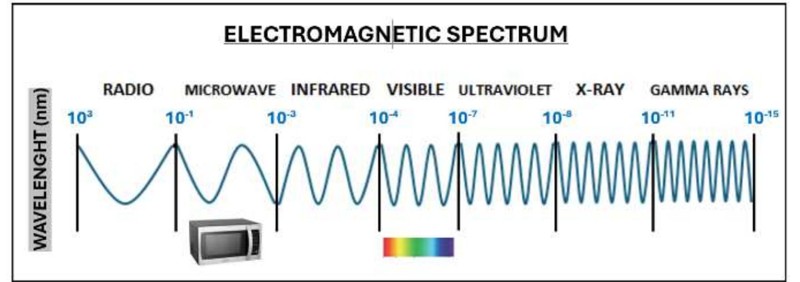 ELECTROMAGNETIC SPECTRUM
RADIO MICROWAVE INFRARED VISIBLE ULTRAVIOLET X-RAY GAMMA RAYS
10³ 10⁻¹ 10⁻³ 10⁻⁴ 10⁻⁷ 10⁻⁸ 10⁻¹¹ 10⁻¹⁵
WAVELENGHT (nm)